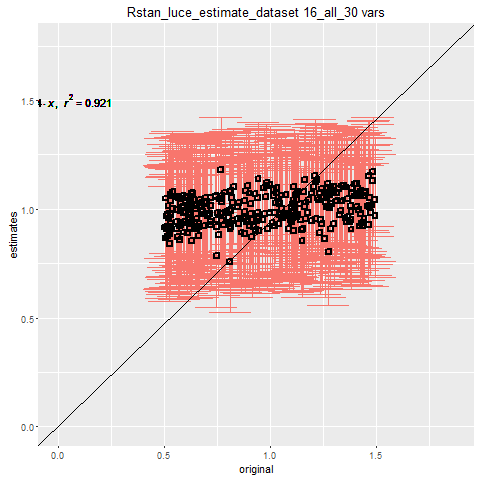 Rstan_luce_estimate_dataset 16_all_30 vars
1.5
· x, r² = 0.921
1.0
0.5
0.0
estimates
0.0 0.5 1.0 1.5
original